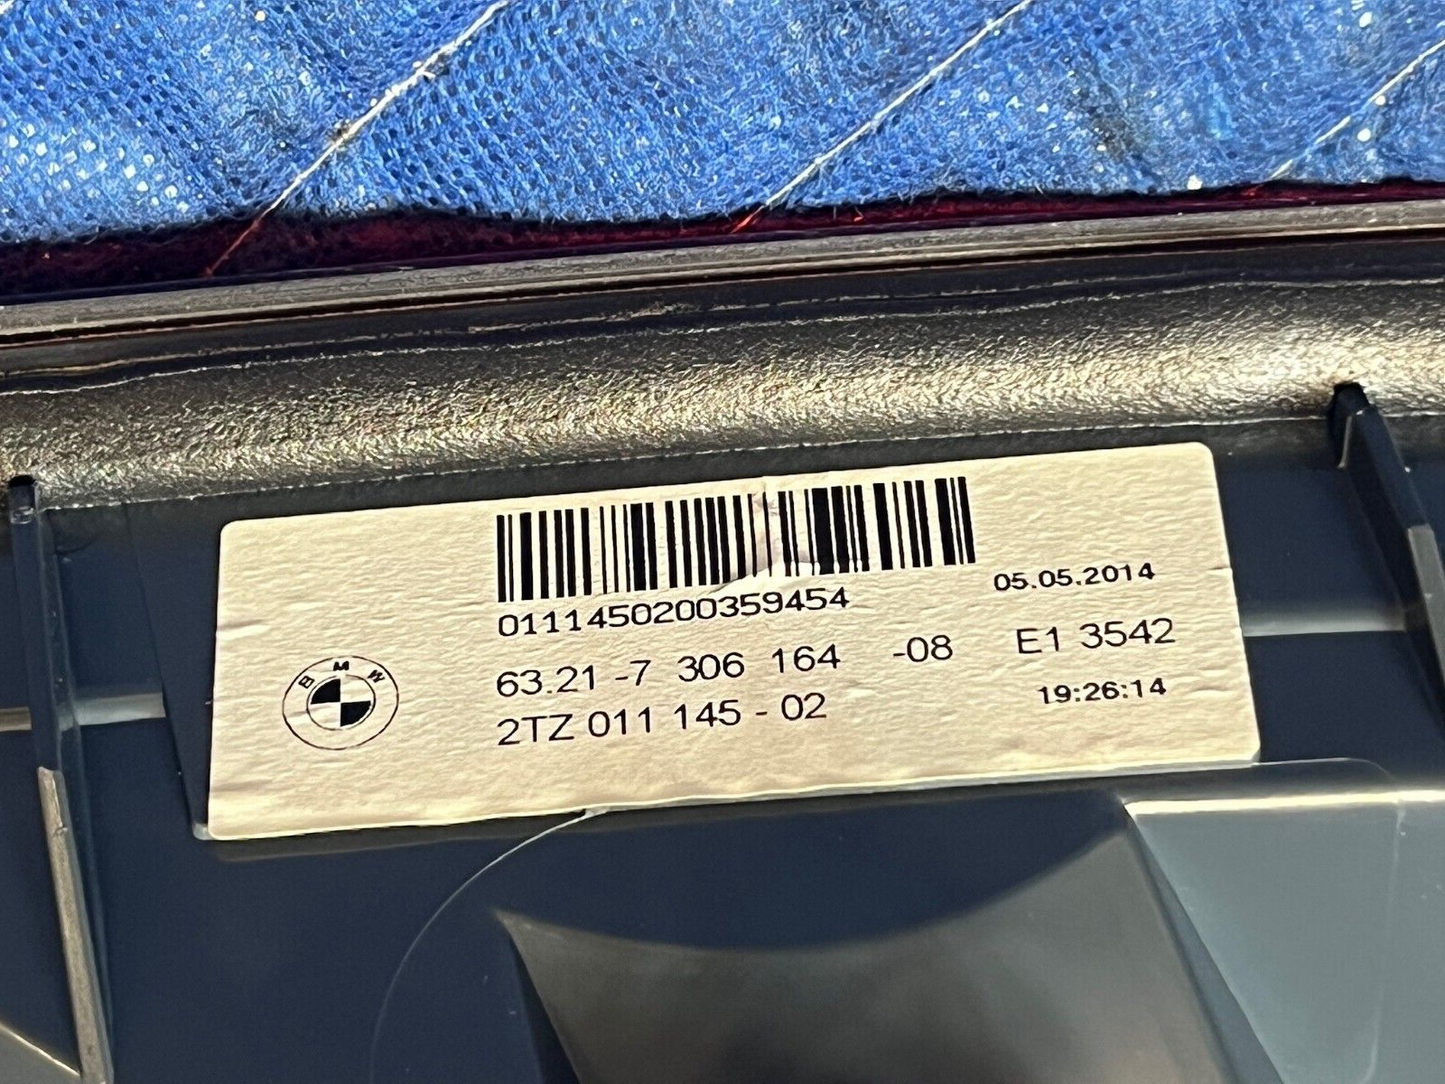 0111450200359454
05.05.2014
63.21 -7 306 164 -08 E1 3542
2TZ 011 145 - 02
19:26:14
BMW